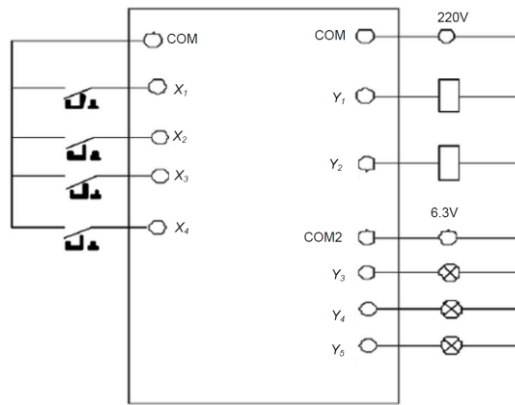 220V
COM COM
X₁ Y₁
X₂ Y₂
X₃
X₄
6.3V
COM2
Y₃
Y₄
Y₅